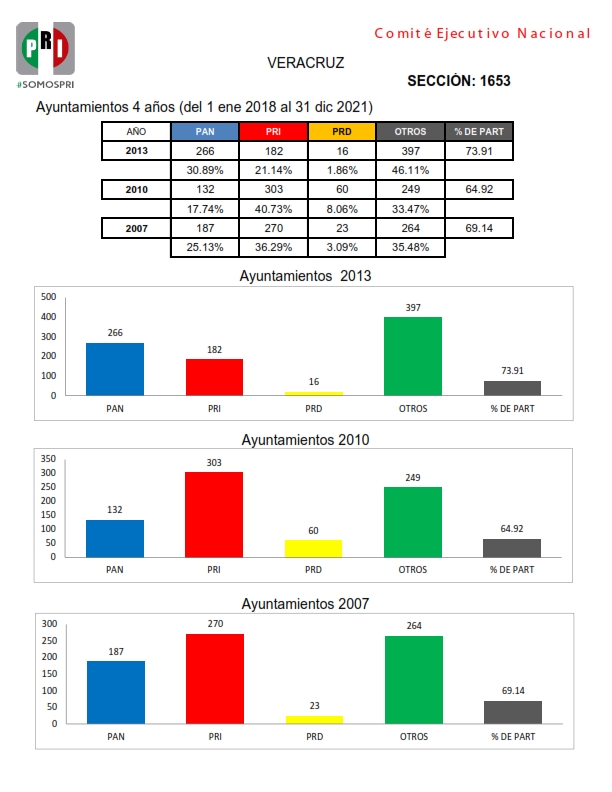 Comité Ejecutivo Nacional
PRI
#SOMOSPRI
VERACRUZ
SECCIÓN: 1653
Ayuntamientos 4 años (del 1 ene 2018 al 31 dic 2021)
AÑO PAN PRI PRD OTROS % DE PART
2013 266 182 16 397 73.91
30.89% 21.14% 1.86% 46.11%
2010 132 303 60 249 64.92
17.74% 40.73% 8.06% 33.47%
2007 187 270 23 264 69.14
25.13% 36.29% 3.09% 35.48%
Ayuntamientos 2013
500
400
300
200
100
0
266 182 16 397 73.91
PAN PRI PRD OTROS % DE PART
Ayuntamientos 2010
350
300
250
200
150
100
50
0
132 303 60 249 64.92
PAN PRI PRD OTROS % DE PART
Ayuntamientos 2007
300
250
200
150
100
50
0
187 270 23 264 69.14
PAN PRI PRD OTROS % DE PART